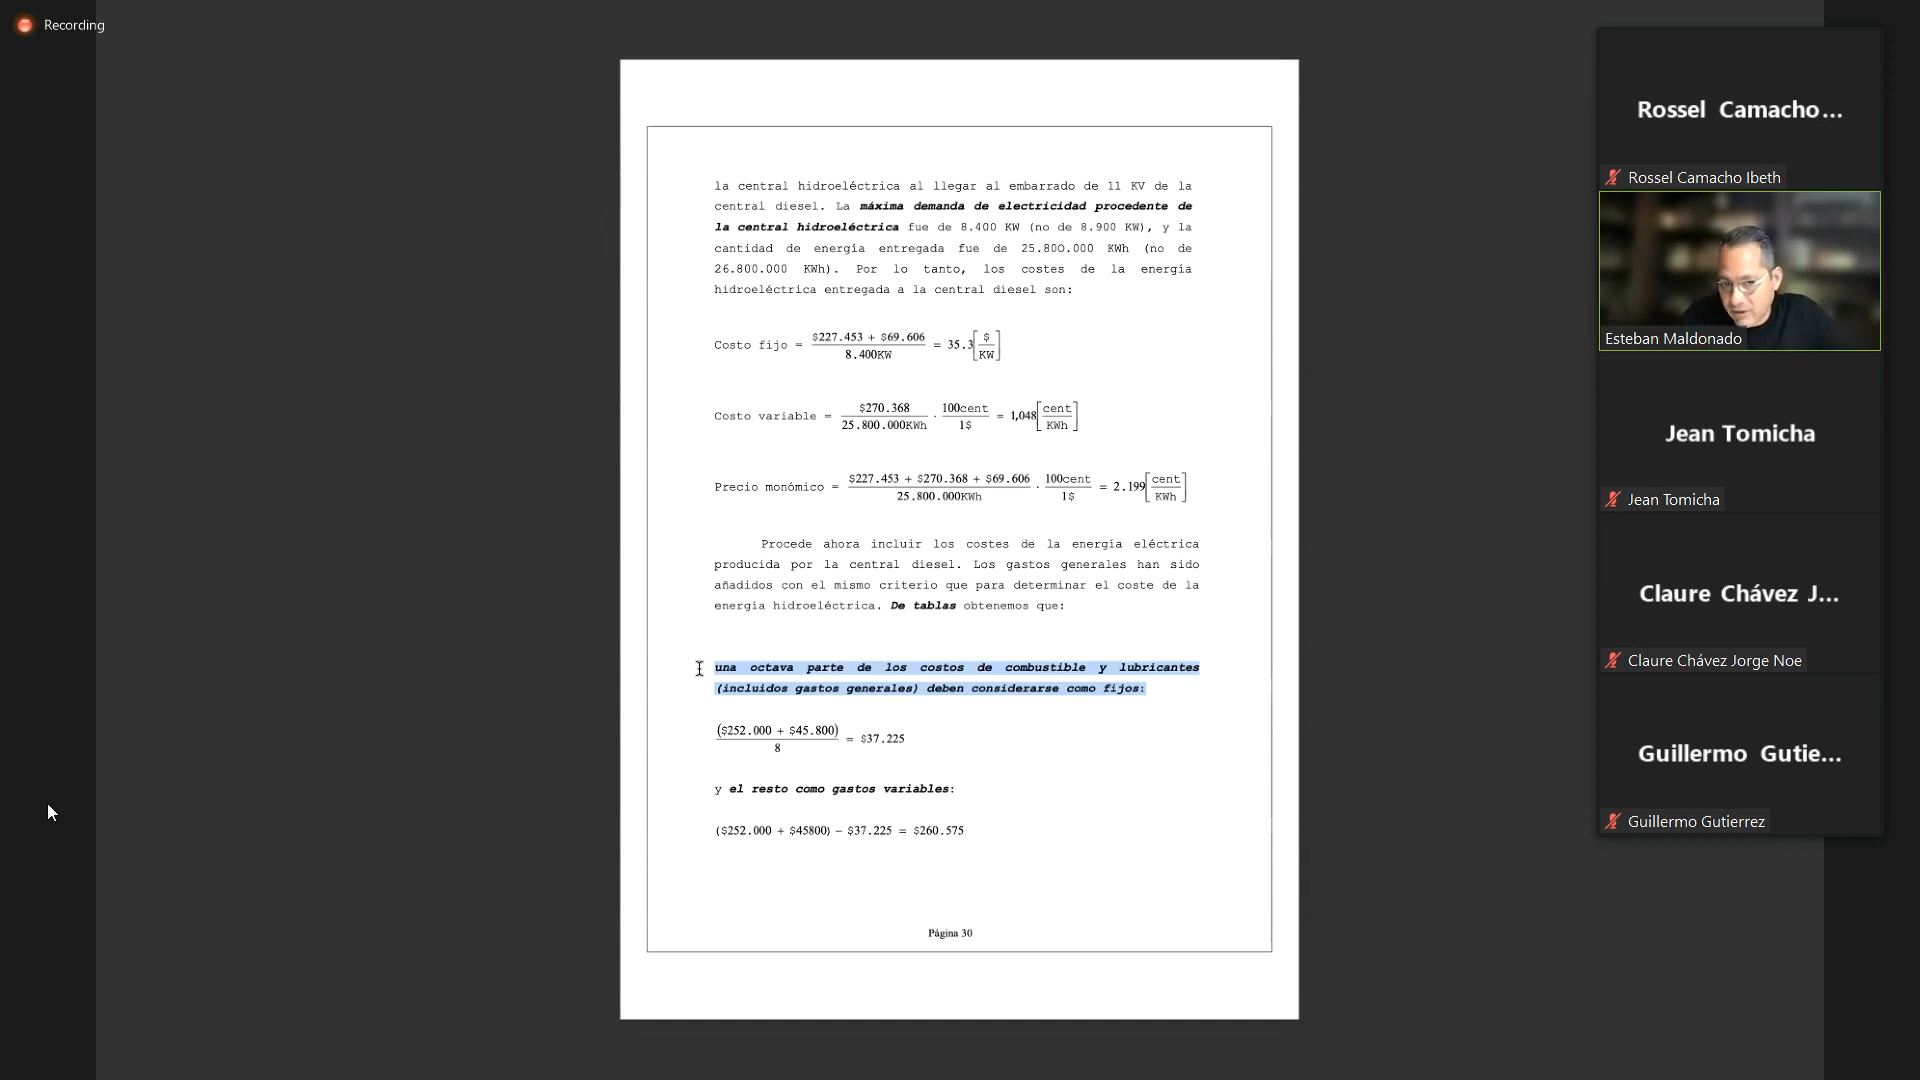 Recording
la central hidroeléctrica al llegar al embarrado de 11 KV de la
central diesel. La máxima demanda de electricidad procedente de
la central hidroeléctrica fue de 8.400 KW (no de 8.900 KW), y la
cantidad de energía entregada fue de 25.800.000 KWh (no de
26.800.000 KWh). Por lo tanto, los costes de la energía
hidroeléctrica entregada a la central diesel son:
Costo fijo = $227.453 + $69.606 / 8.400KW = 35.3 [$ / KW]
Costo variable = $270.368 / 25.800.000KWh · 100cent / 1$ = 1,048 [cent / KWh]
Precio monómico = $227.453 + $270.368 + $69.606 / 25.800.000KWh · 100cent / 1$ = 2.199 [cent / KWh]
Procede ahora incluir los costes de la energía eléctrica
producida por la central diesel. Los gastos generales han sido
añadidos con el mismo criterio que para determinar el coste de la
energía hidroeléctrica. De tablas obtenemos que:
una octava parte de los costos de combustible y lubricantes
(incluidos gastos generales) deben considerarse como fijos:
($252.000 + $45.800) / 8 = $37.225
y el resto como gastos variables:
($252.000 + $45800) − $37.225 = $260.575
Página 30
Rossel Camacho...
Rossel Camacho Ibeth
Esteban Maldonado
Jean Tomicha
Jean Tomicha
Claure Chávez J...
Claure Chávez Jorge Noe
Guillermo Gutie...
Guillermo Gutierrez